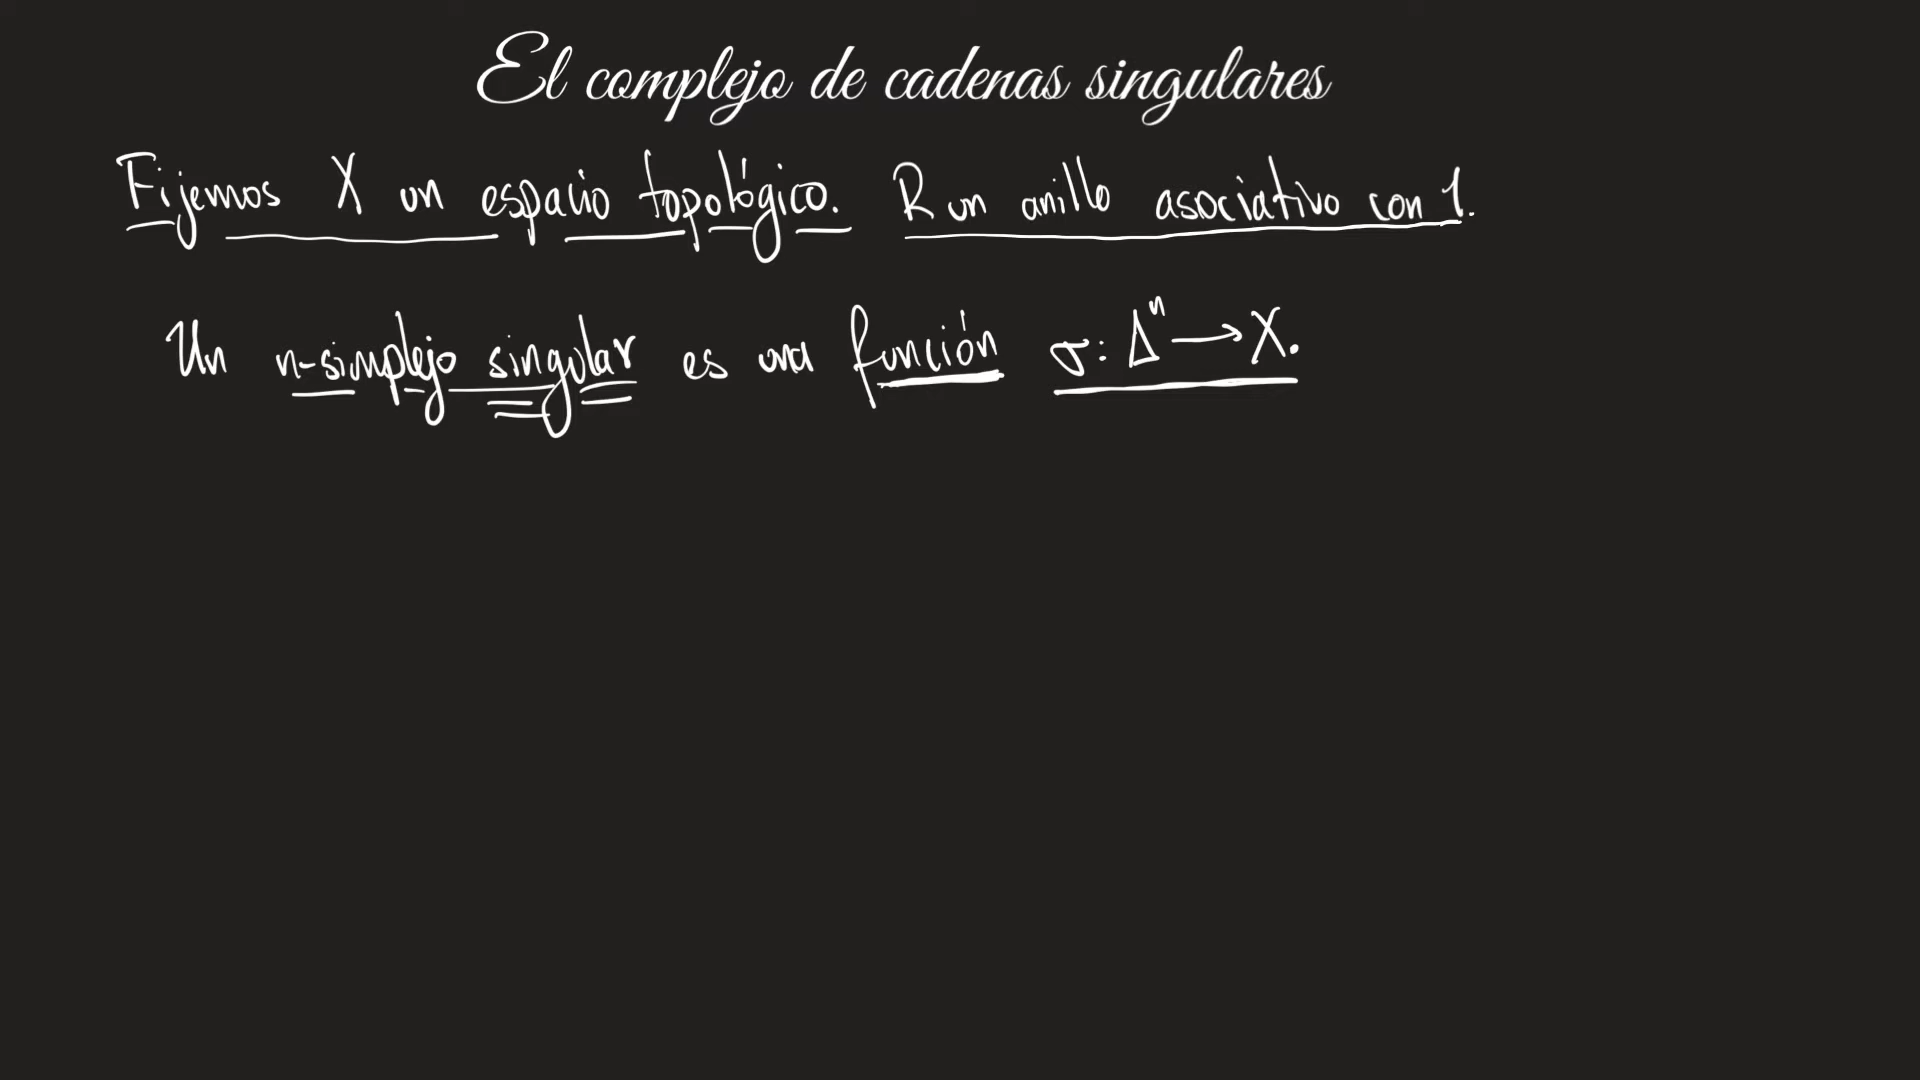 El complejo de cadenas singulares
Fijemos X un espacio topológico. R un anillo asociativo con 1.
Un n-simplejo singular es una función σ: Δⁿ → X.